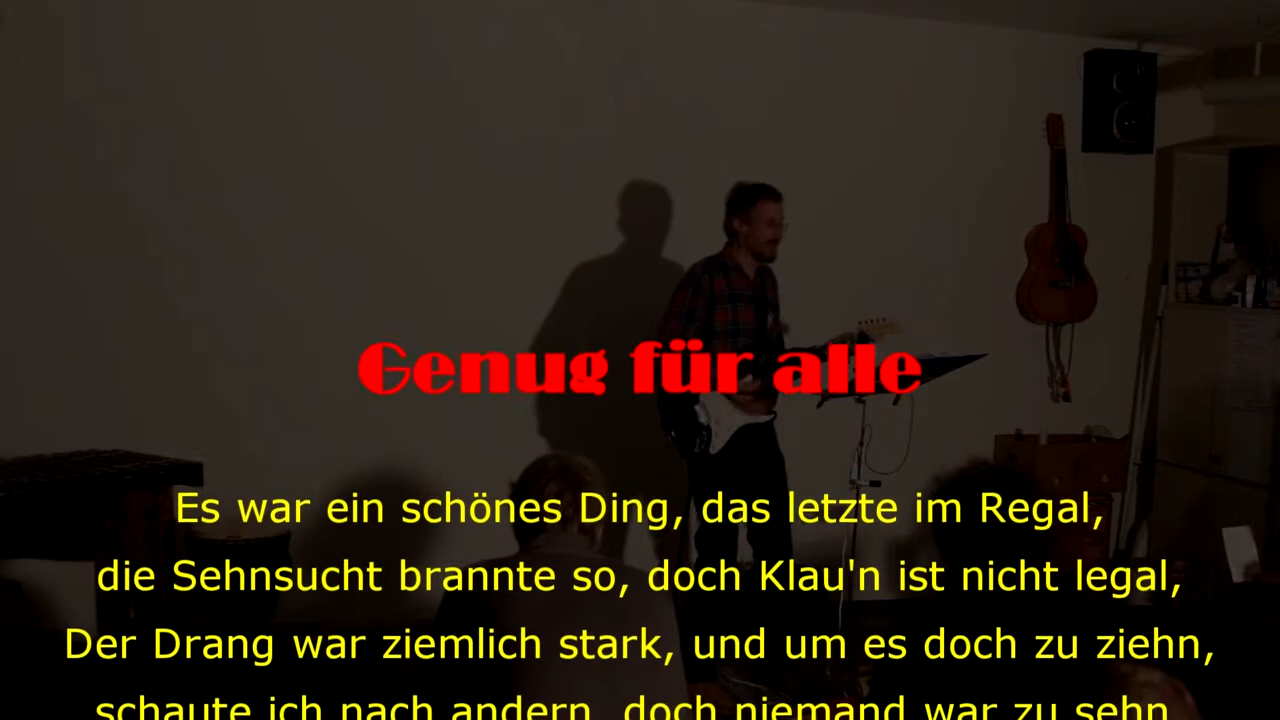 Genug für alle
Es war ein schönes Ding, das letzte im Regal,
die Sehnsucht brannte so, doch Klau'n ist nicht legal,
Der Drang war ziemlich stark, und um es doch zu ziehn,
schaute ich nach andern, doch niemand war zu sehn